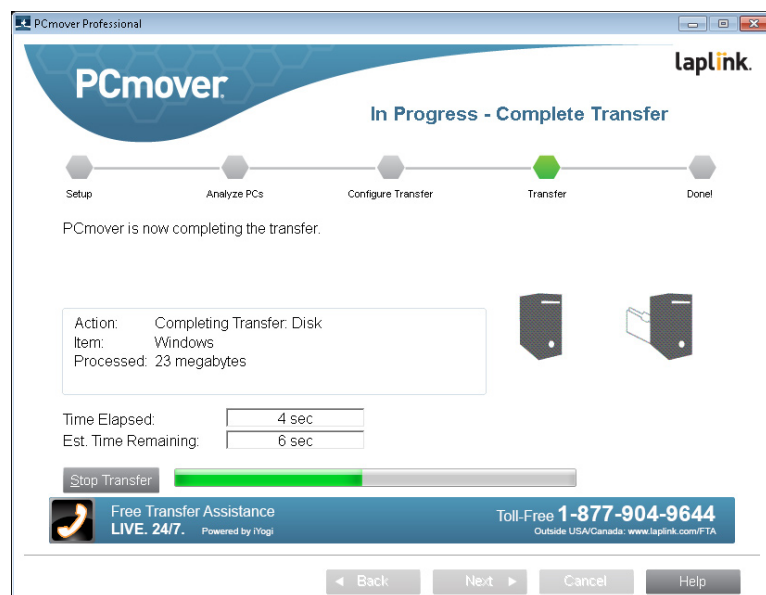 PCmover Professional
laplink.
PCmover
In Progress - Complete Transfer
Setup Analyze PCs Configure Transfer Transfer Done!
PCmover is now completing the transfer.
Action: Completing Transfer: Disk
Item: Windows
Processed: 23 megabytes
Time Elapsed: 4 sec
Est. Time Remaining: 6 sec
Stop Transfer
Free Transfer Assistance
LIVE. 24/7. Powered by iYogi
Toll-Free 1-877-904-9644
Outside USA/Canada: www.laplink.com/FTA
Back Next Cancel Help